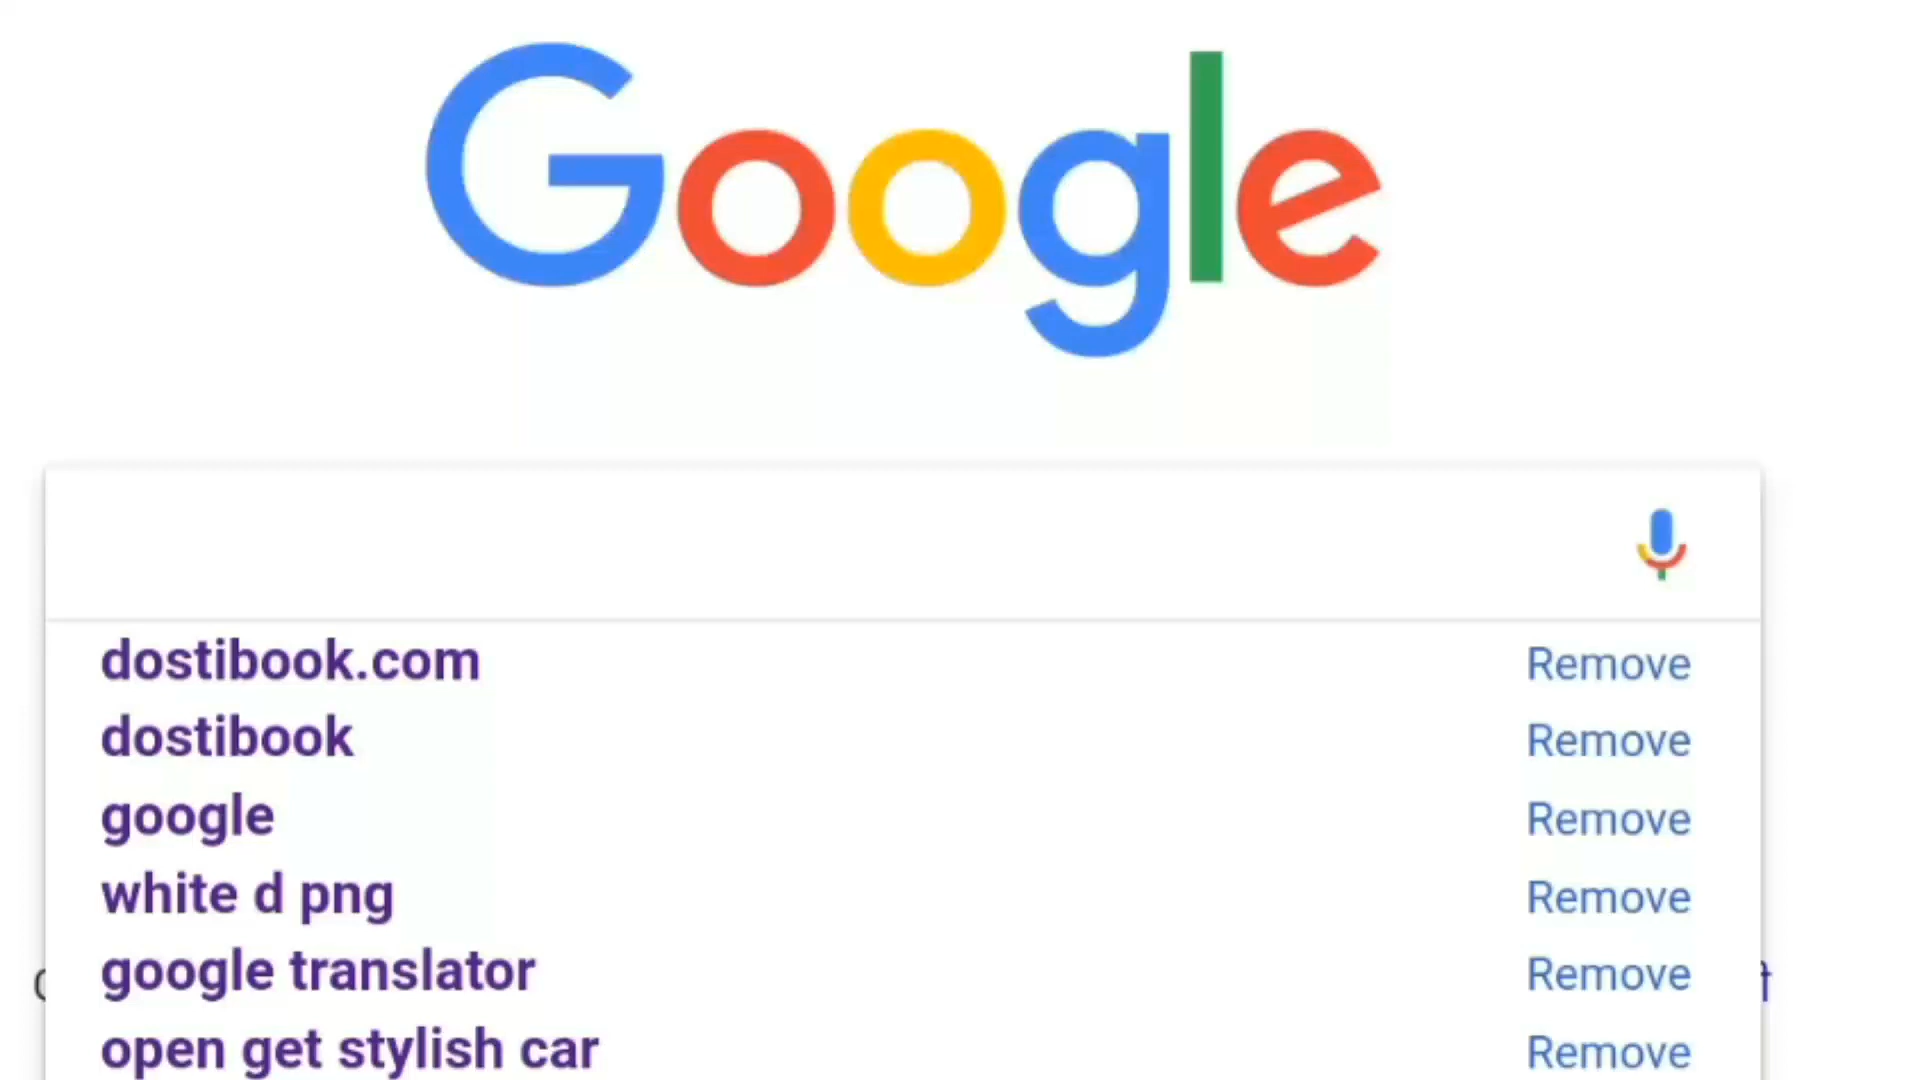 Google
dostibook.com Remove
dostibook Remove
google Remove
white d png Remove
google translator Remove
open get stylish car Remove